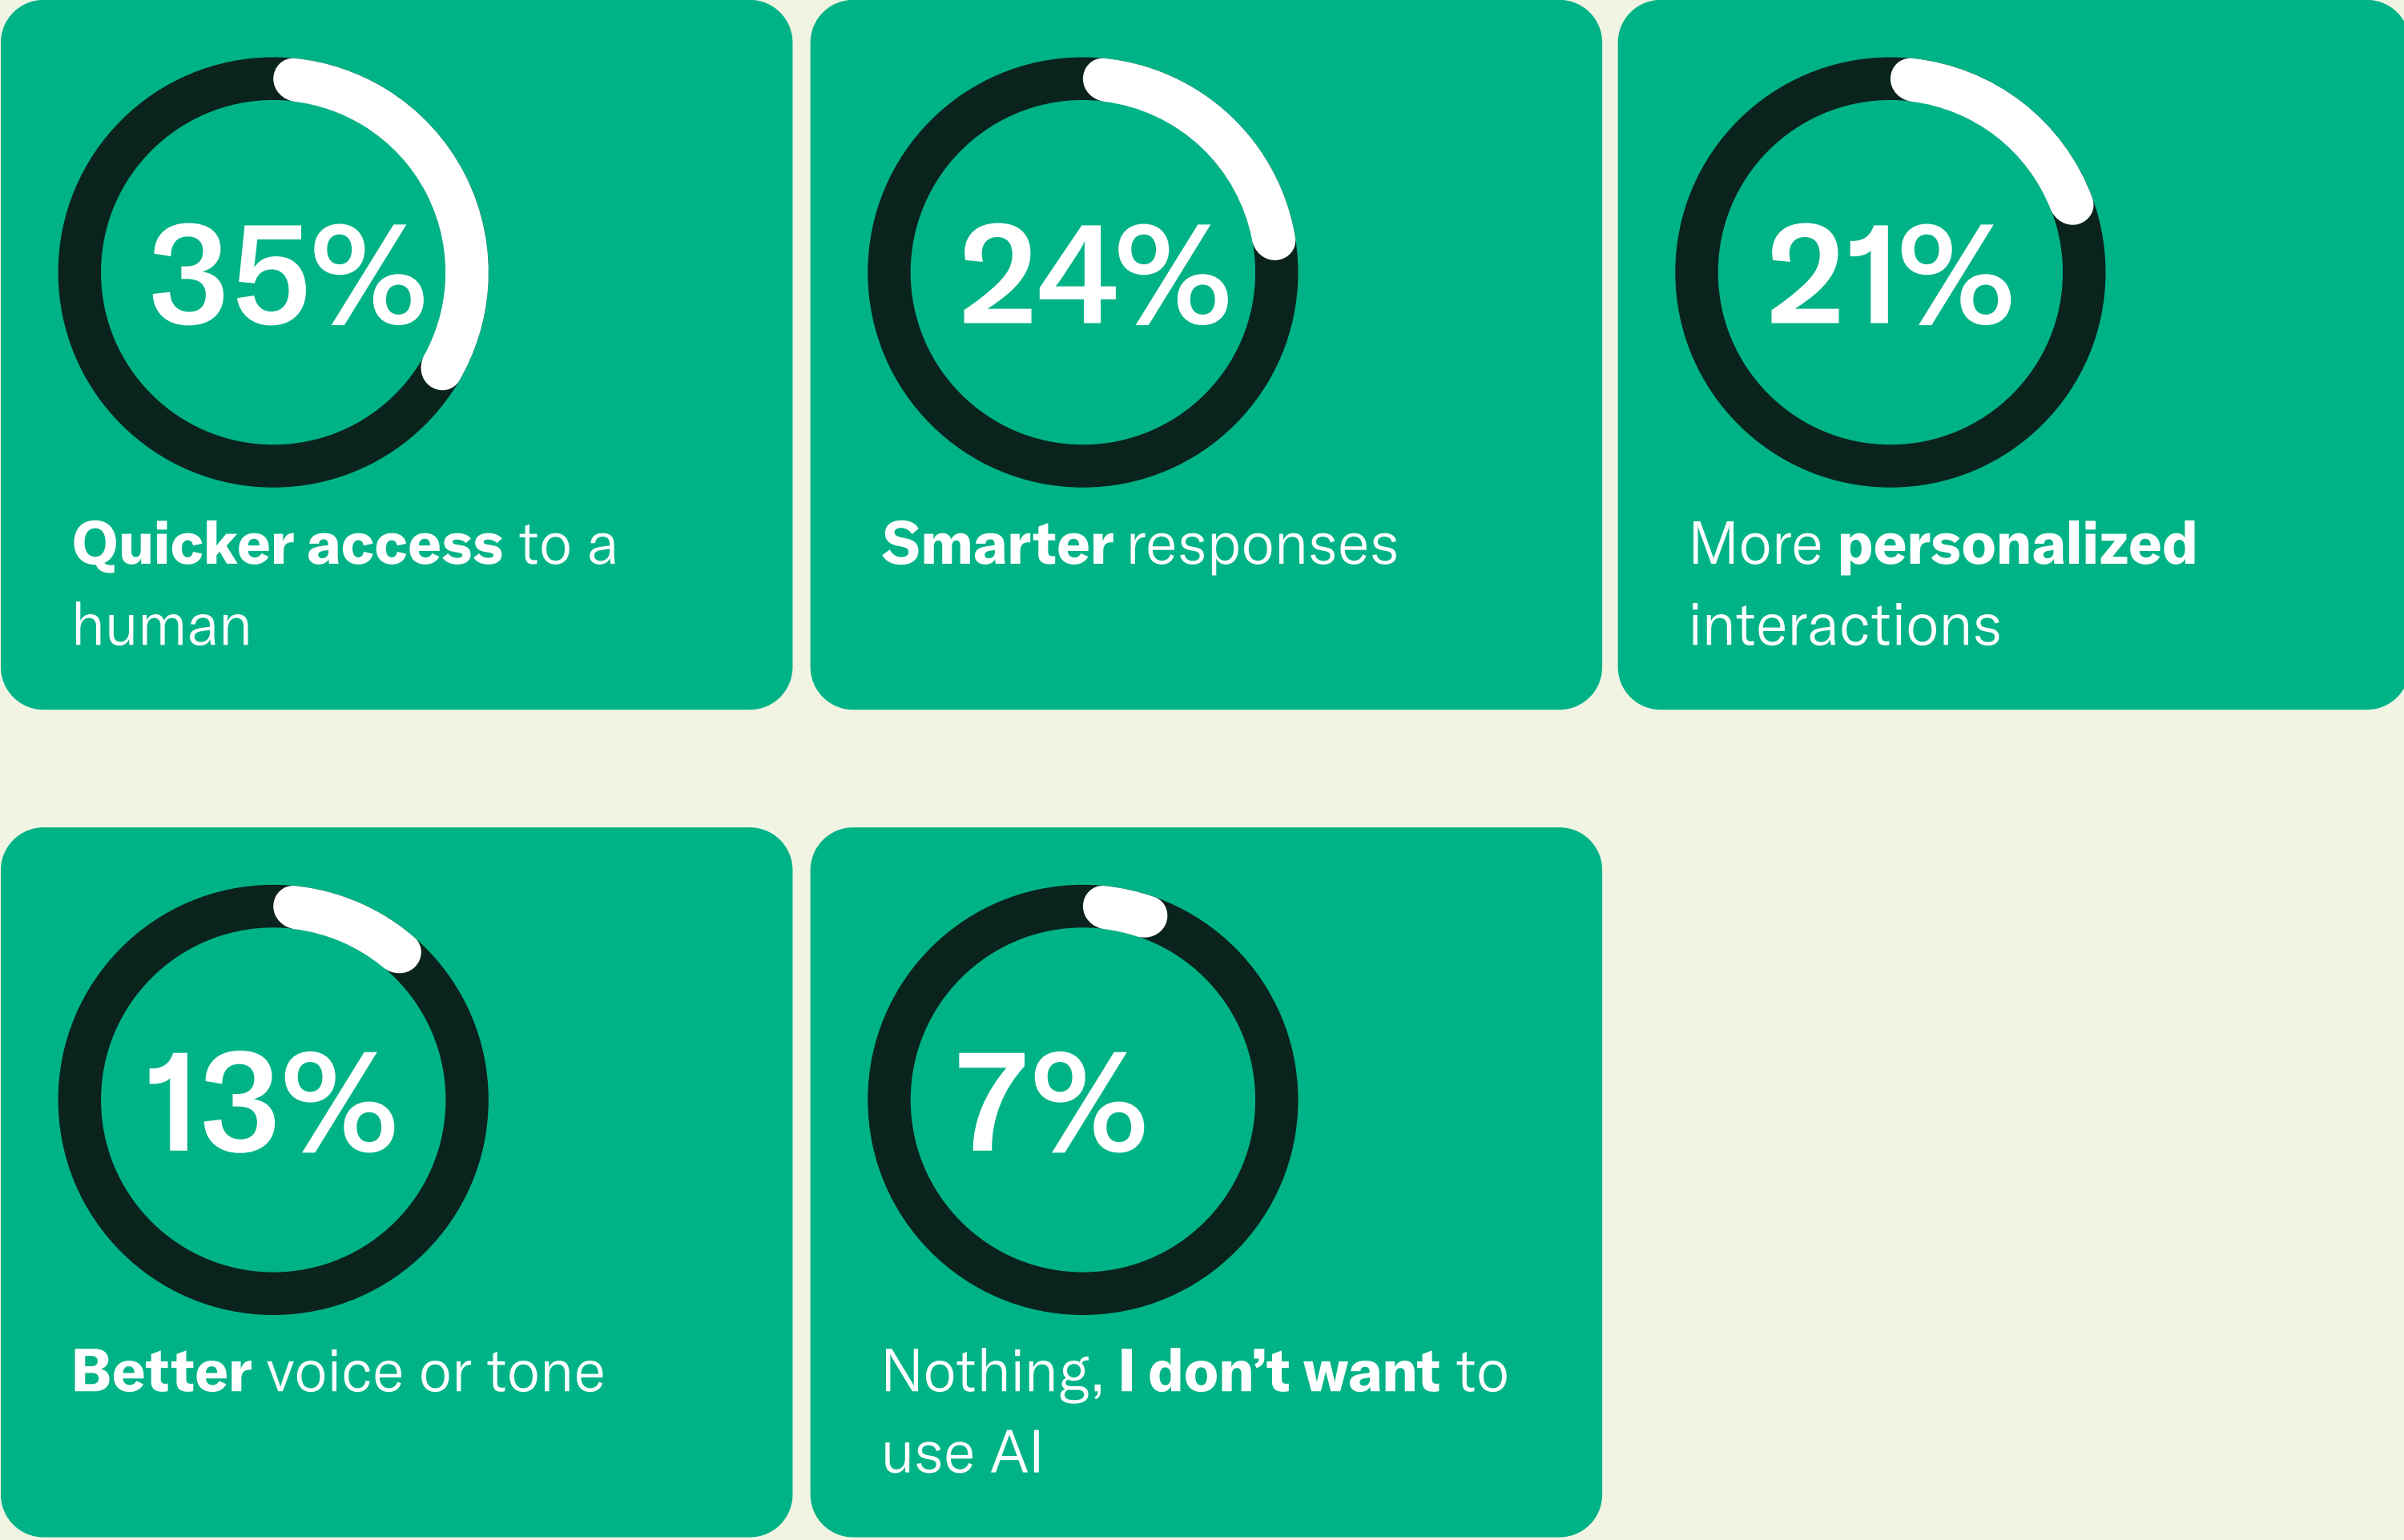 35%
Quicker access to a
human
24%
Smarter responses
21%
More personalized
interactions
13%
Better voice or tone
7%
Nothing, I don't want to
use AI